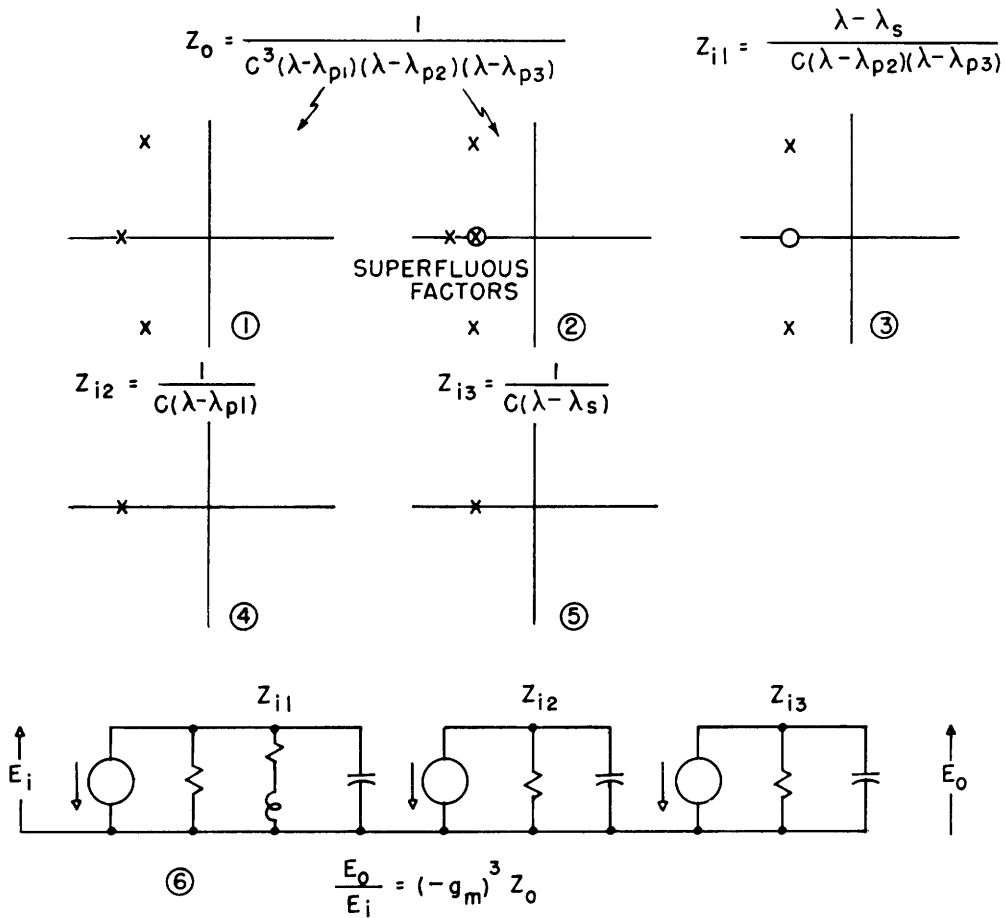 Z_o = 1 / (C^3(λ-λ_p1)(λ-λ_p2)(λ-λ_p3))
Z_i1 = (λ-λ_s) / (C(λ-λ_p2)(λ-λ_p3))
SUPERFLUOUS
FACTORS
① ② ③
Z_i2 = 1 / (C(λ-λ_p1))
Z_i3 = 1 / (C(λ-λ_s))
④ ⑤
Z_i1 Z_i2 Z_i3
E_i E_o
⑥ E_o / E_i = (-g_m)^3 Z_o